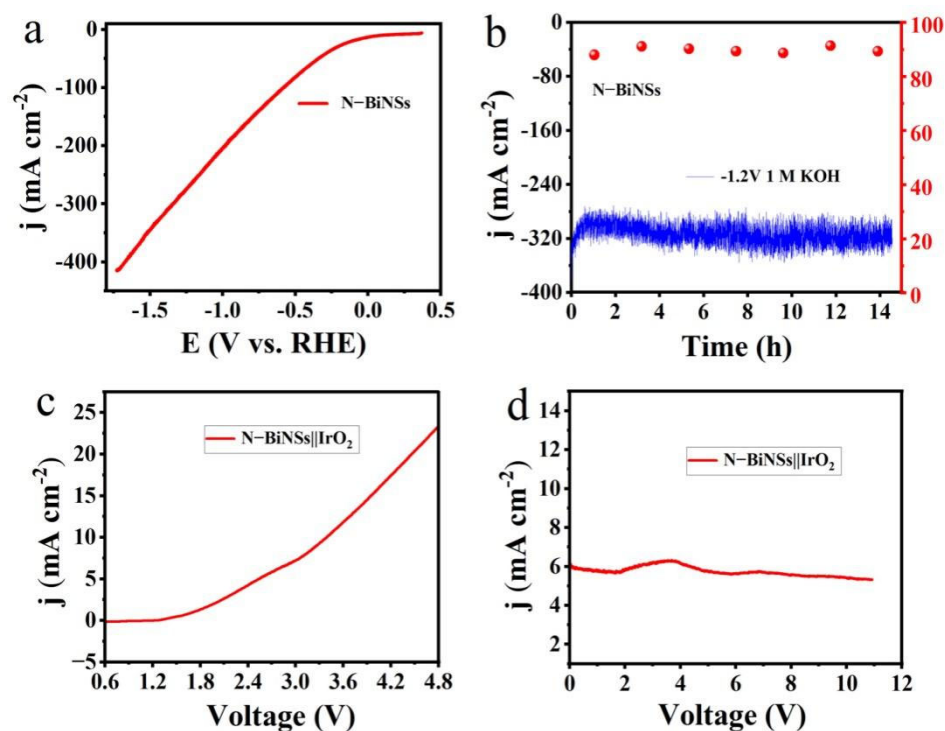 a
0
-100
-200
-300
-400
j (mA cm⁻²)
N−BiNSs
-1.5 -1.0 -0.5 0.0 0.5
E (V vs. RHE)
b
0
-80
-160
-240
-320
-400
j (mA cm⁻²)
N−BiNSs
-1.2V 1 M KOH
100
80
60
40
20
0
0 2 4 6 8 10 12 14
Time (h)
c
25
20
15
10
5
0
−5
j (mA cm⁻²)
N−BiNSs||IrO₂
0.6 1.2 1.8 2.4 3.0 3.6 4.2 4.8
Voltage (V)
d
14
12
10
8
6
4
2
j (mA cm⁻²)
N−BiNSs||IrO₂
0 2 4 6 8 10 12
Voltage (V)